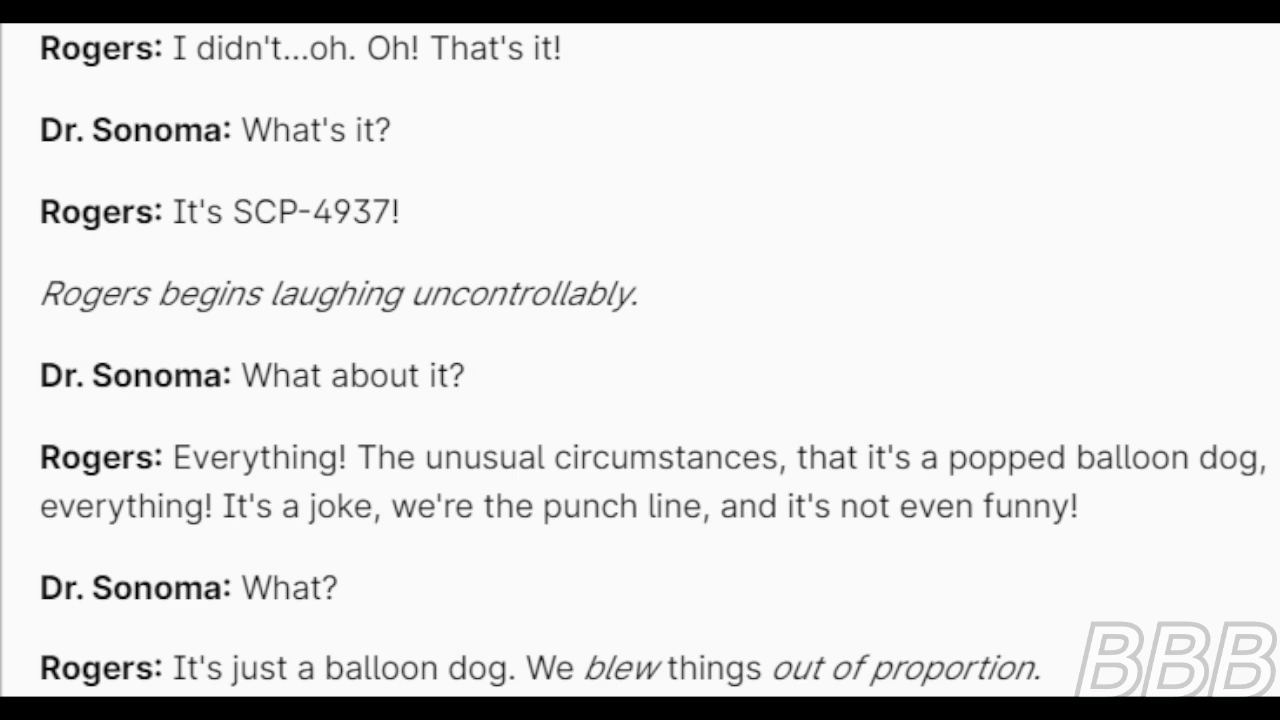 Rogers: I didn't...oh. Oh! That's it!
Dr. Sonoma: What's it?
Rogers: It's SCP-4937!
Rogers begins laughing uncontrollably.
Dr. Sonoma: What about it?
Rogers: Everything! The unusual circumstances, that it's a popped balloon dog,
everything! It's a joke, we're the punch line, and it's not even funny!
Dr. Sonoma: What?
Rogers: It's just a balloon dog. We blew things out of proportion.
BBB